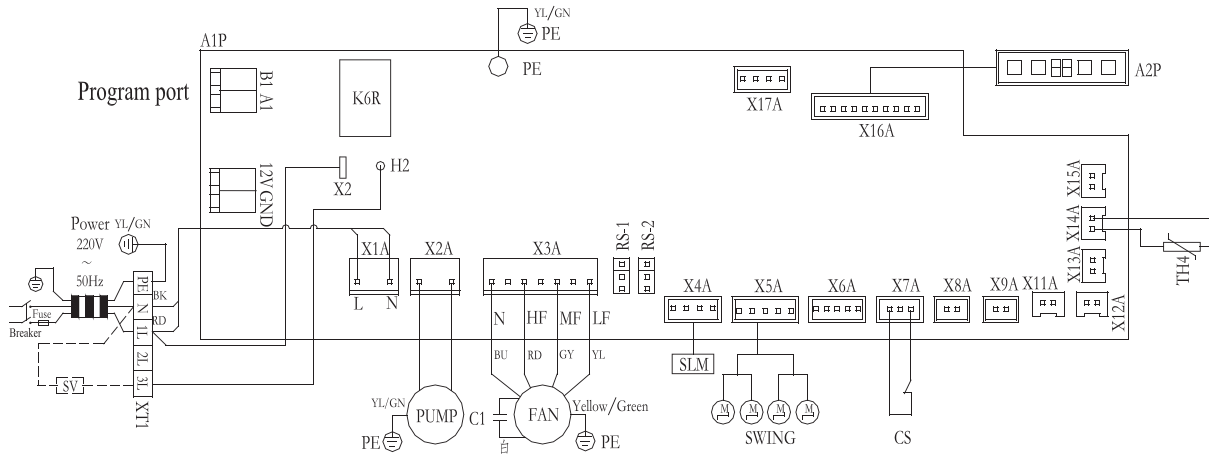 YL/GN
PE
A1P
PE
Program port
B1 A1
K6R
X17A
X16A
A2P
12V GND
X2
H2
X15A
X14A
X13A
TH4
Power YL/GN
220V
~
50Hz
PE
BK
N
RD
1L
2L
3L
XT1
Fuse
Breaker
SV
X1A
L N
X2A
X3A
RS-1
RS-2
N HF MF LF
BU RD GY YL
X4A
X5A
X6A
X7A
X8A
X9A
X11A
X12A
SLM
YL/GN
PE
PUMP
C1
白
FAN
Yellow/Green
PE
M M M M
SWING
CS